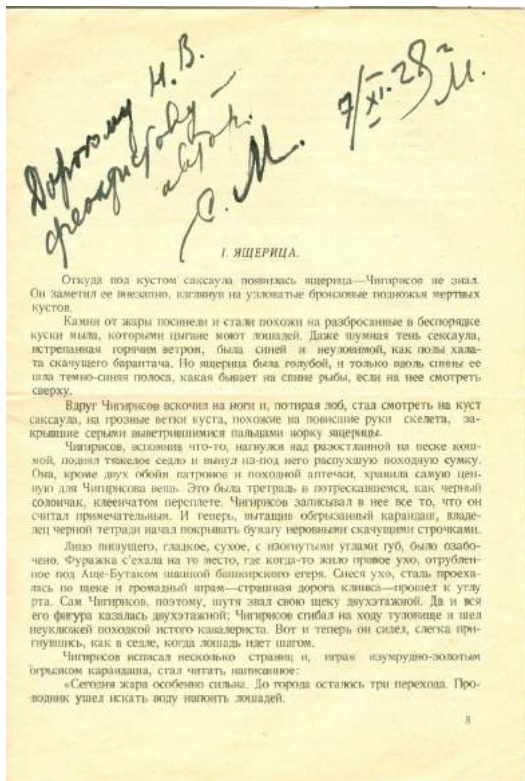 Дорогому Н. В.
Феоктистову —
автор.
С. М.
7/XI. 28 г
М.
I. ЯЩЕРИЦА.
Откуда под кустом саксаула появилась ящерица—Чигирисов не знал.
Он заметил ее внезапно, взглянув на узловатые бронзовые подножья мертвых
кустов.
Камни от жары посинели и стали похожи на разбросанные в беспорядке
куски мыла, которыми цыгане моют лошадей. Даже шумная тень сексаула,
истрепанная горячим ветром, была синей и неуловимой, как полы хала-
та скачущего барантача. Но ящерица была голубой, и только вдоль спины ее
шла темно-синяя полоса, какая бывает на спине рыбы, если на нее смотреть
сверху.
Вдруг Чигирисов вскочил на ноги и, потирая лоб, стал смотреть на куст
саксаула, на грозные ветки куста, похожие на повисшие руки скелета, за-
крывшие серыми выветрившимися пальцами норку ящерицы.
Чигирисов, вспомнив что-то, нагнулся над разостланной на песке кош-
мой, поднял тяжелое седло и вынул из-под него распухшую походную сумку.
Она, кроме двух обойм патронов и походной аптечки, хранила самую цен-
ную для Чигирисова вещь. Это была третрадь в потрескавшемся, как черный
солончак, клеенчатом переплете. Чигирисов записывал в нее все то, что он
считал примечательным. И теперь, вытащив обгрызанный карандаш, владе-
лец черной тетради начал покрывать бумагу неровными скачущими строчками.
Лицо пишущего, гладкое, сухое, с изогнутыми углами губ, было озабо-
чено. Фуражка с'ехала на то место, где когда-то жило правое ухо, отрублен-
ное под Аще-Бутаком шашкой башкирского егеря. Снеся ухо, сталь проеха-
лась по щеке и громадный шрам—страшная дорога клинка—прошел к углу
рта. Сам Чигирисов, поэтому, шутя звал свою щеку двухэтажной. Да и вся
его фигура казалась двухэтажной: Чигирисов сгибал на ходу туловище и шел
неуклюжей походкой истого кавалериста. Вот и теперь он сидел, слегка при-
гнувшись, как в седле, когда лошадь идет шагом.
Чигирисов исписал несколько страниц и, играя изумрудно-золотым
огрызком карандаша, стал читать написанное:
«Сегодня жара особенно сильна. До города осталось три перехода. Про-
водник ушел искать воду напоить лошадей.
3